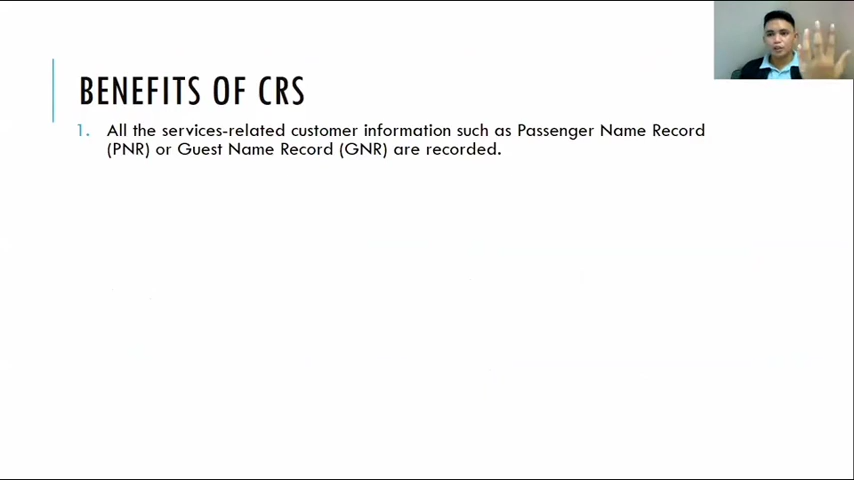 BENEFITS OF CRS
1. All the services-related customer information such as Passenger Name Record
(PNR) or Guest Name Record (GNR) are recorded.